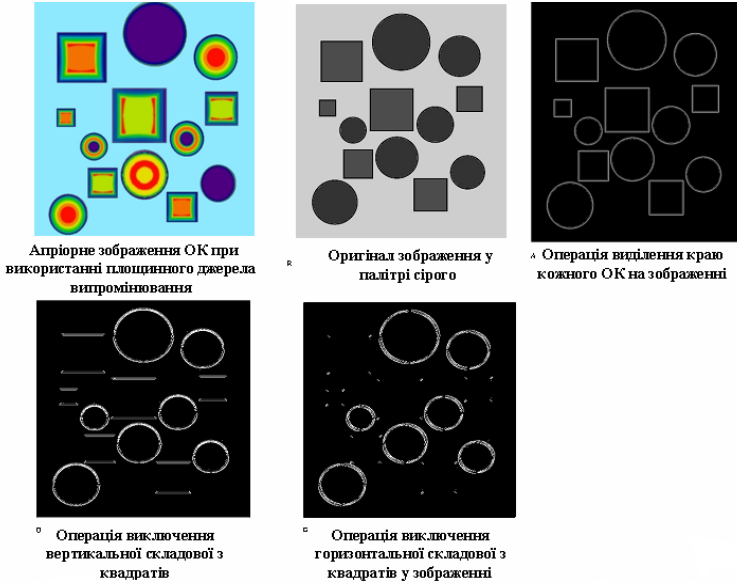 Апріорне зображення ОК при
використанні площинного джерела
випромінювання
R
Оригінал зображення у
палітрі сірого
A
Операція виділення краю
кожного ОК на зображенні
Операція виключення
вертикальної складової з
квадратів
G
Операція виключення
горизонтальної складової з
квадратів у зображенні